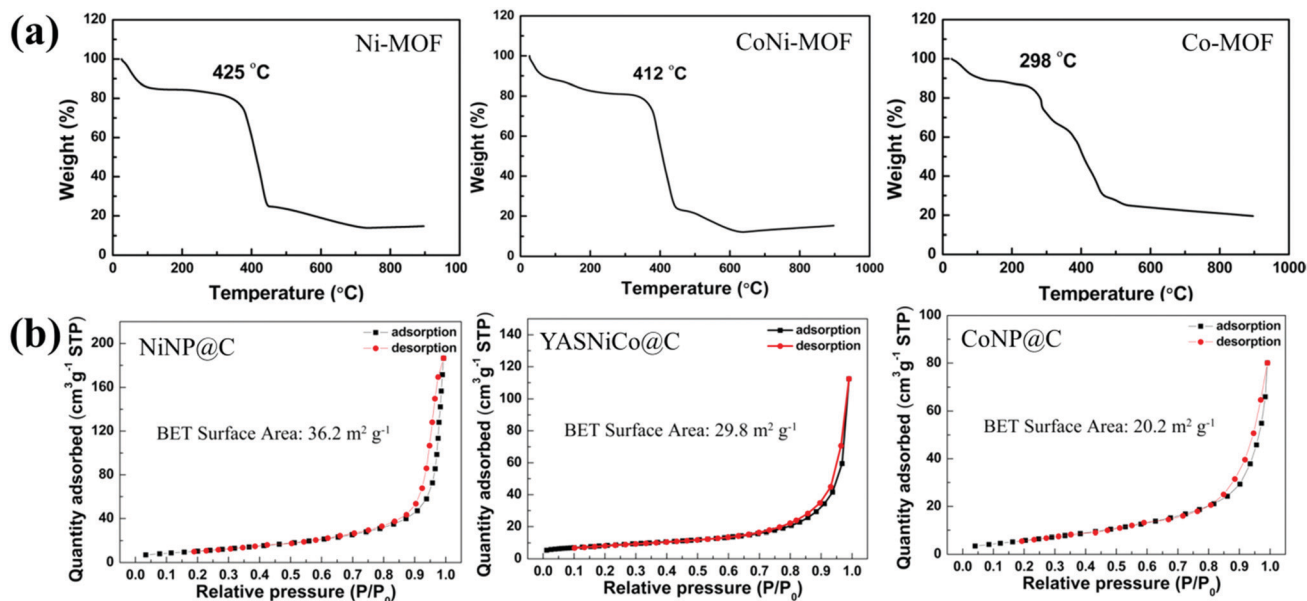 (a)
120
100
80
60
40
20
0
Weight (%)
Ni-MOF
425 °C
0 200 400 600 800 100
Temperature (°C)
120
100
80
60
40
20
0
Weight (%)
CoNi-MOF
412 °C
0 200 400 600 800 1000
Temperature (°C)
120
100
80
60
40
20
0
Weight (%)
Co-MOF
298 °C
0 200 400 600 800 1000
Temperature (°C)
(b)
200
160
120
80
40
0
Quantity adsorbed (cm³g⁻¹ STP)
NiNP@C
adsorption
desorption
BET Surface Area: 36.2 m² g⁻¹
0.0 0.1 0.2 0.3 0.4 0.5 0.6 0.7 0.8 0.9 1.0
Relative pressure (P/P₀)
140
120
100
80
60
40
20
0
Quantity adsorbed (cm³g⁻¹ STP)
YASNiCo@C
adsorption
desorption
BET Surface Area: 29.8 m² g⁻¹
0.0 0.1 0.2 0.3 0.4 0.5 0.6 0.7 0.8 0.9 1.0
Relative pressure (P/P₀)
100
80
60
40
20
0
Quantity adsorbed (cm³g⁻¹ STP)
CoNP@C
adsorption
desorption
BET Surface Area: 20.2 m² g⁻¹
0.0 0.1 0.2 0.3 0.4 0.5 0.6 0.7 0.8 0.9 1.0
Relative pressure (P/P₀)